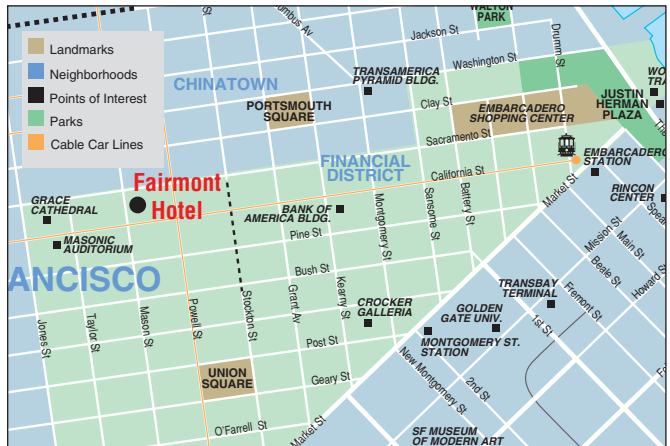 Landmarks
Neighborhoods
Points of Interest
Parks
Cable Car Lines
WALTON
PARK
Jackson St
Washington St
Drumm St
CHINATOWN
TRANSAMERICA
PYRAMID BLDG.
PORTSMOUTH
SQUARE
Clay St
EMBARCADERO
SHOPPING CENTER
JUSTIN
HERMAN
PLAZA
Sacramento St
FINANCIAL
DISTRICT
California St
EMBARCADERO
STATION
Market St
RINCON
CENTER
Fairmont
Hotel
GRACE
CATHEDRAL
MASONIC
AUDITORIUM
BANK OF
AMERICA BLDG.
Montgomery St
Sansome St
Battery St
Pine St
Bush St
Mission St
Main St
Beale St
Fremont St
Howard St
1st St
ANCISCO
Jones St
Taylor St
Mason St
Powell St
Stockton St
Grant Av
Kearny St
CROCKER
GALLERIA
TRANSBAY
TERMINAL
GOLDEN
GATE UNIV.
MONTGOMERY ST.
STATION
Post St
UNION
SQUARE
Geary St
New Montgomery St
2nd St
O'Farrell St
Market St
SF MUSEUM
OF MODERN ART